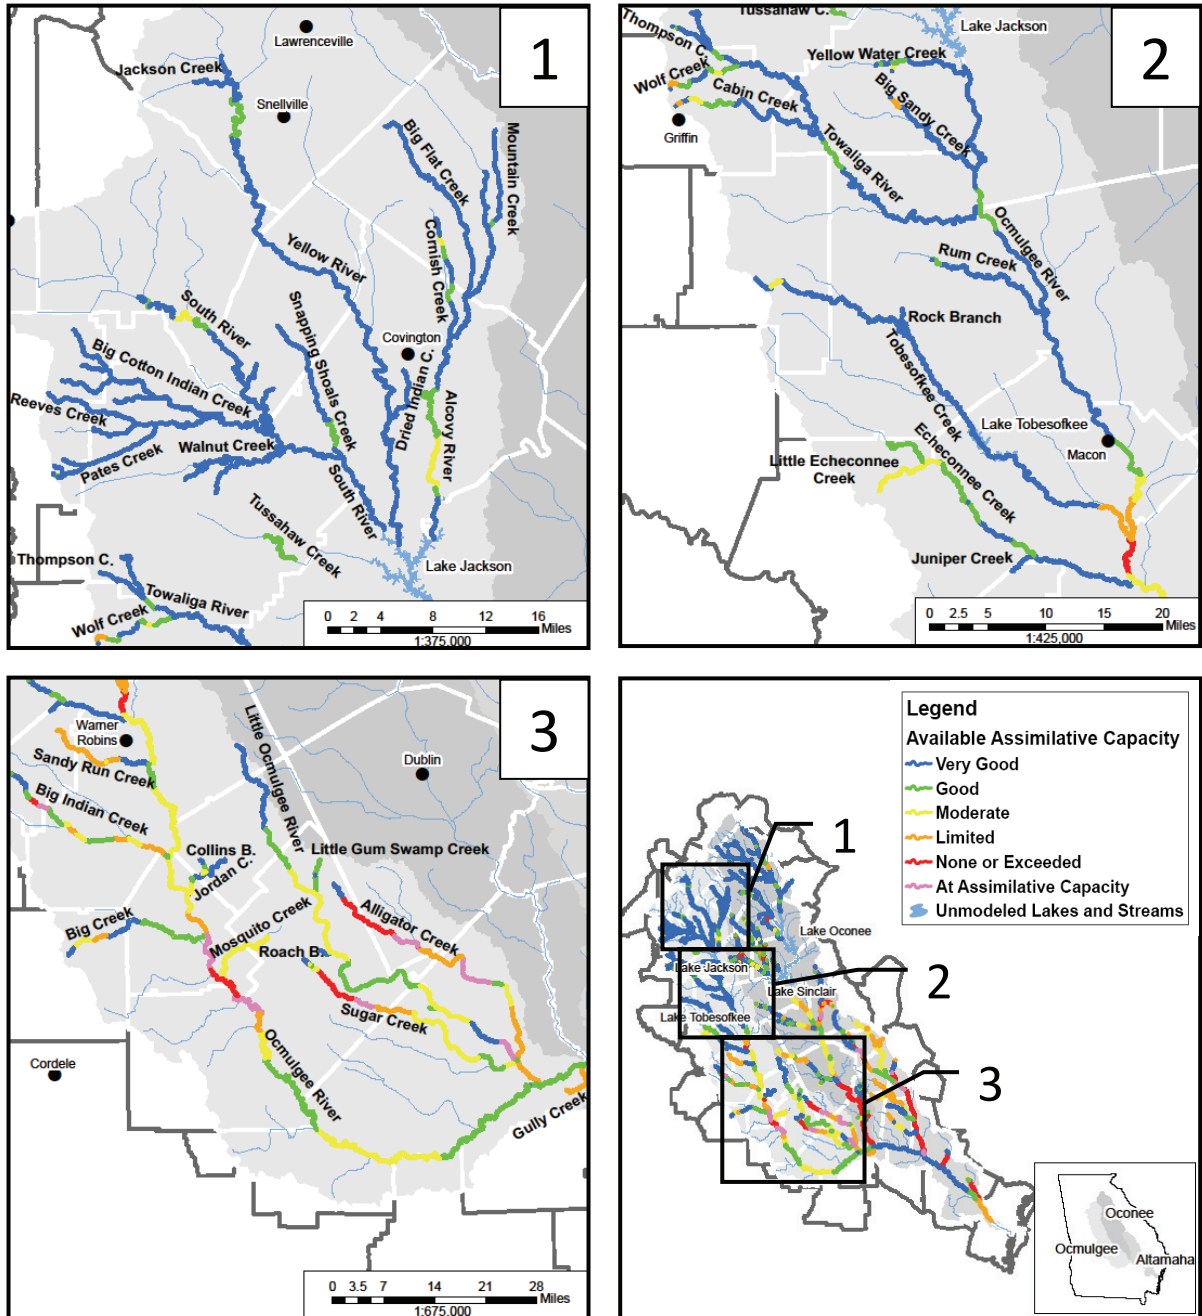 1
Lawrenceville
Jackson Creek
Snellville
Big Flat Creek
Mountain Creek
Cornish Creek
Yellow River
South River
Snapping Shoals Creek
Covington
Big Cotton Indian Creek
Dried Indian C.
Alcovy River
Reeves Creek
Walnut Creek
Pates Creek
South River
Tussahaw Creek
Thompson C.
Lake Jackson
Towaliga River
Wolf Creek
0 2 4 8 12 16
Miles
1:375,000
2
Tussahaw C.
Lake Jackson
Thompson C.
Yellow Water Creek
Wolf Creek
Big Sandy Creek
Cabin Creek
Griffin
Towaliga River
Ocmulgee River
Rum Creek
Rock Branch
Tobesofkee Creek
Lake Tobesofkee
Echeconnee Creek
Macon
Little Echeconnee
Creek
Juniper Creek
0 2.5 5 10 15 20
Miles
1:425,000
3
Warner
Robins
Little Ocmulgee River
Dublin
Sandy Run Creek
Big Indian Creek
Collins B.
Jordan C.
Little Gum Swamp Creek
Big Creek
Mosquito Creek
Alligator Creek
Roach B.
Sugar Creek
Ocmulgee River
Cordele
Gully Creek
0 3.5 7 14 21 28
Miles
1:675,000
Legend
Available Assimilative Capacity
Very Good
Good
Moderate
Limited
None or Exceeded
At Assimilative Capacity
Unmodeled Lakes and Streams
1
Lake Oconee
Lake Jackson
2
Lake Sinclair
Lake Tobesofkee
3
Oconee
Ocmulgee
Altamaha